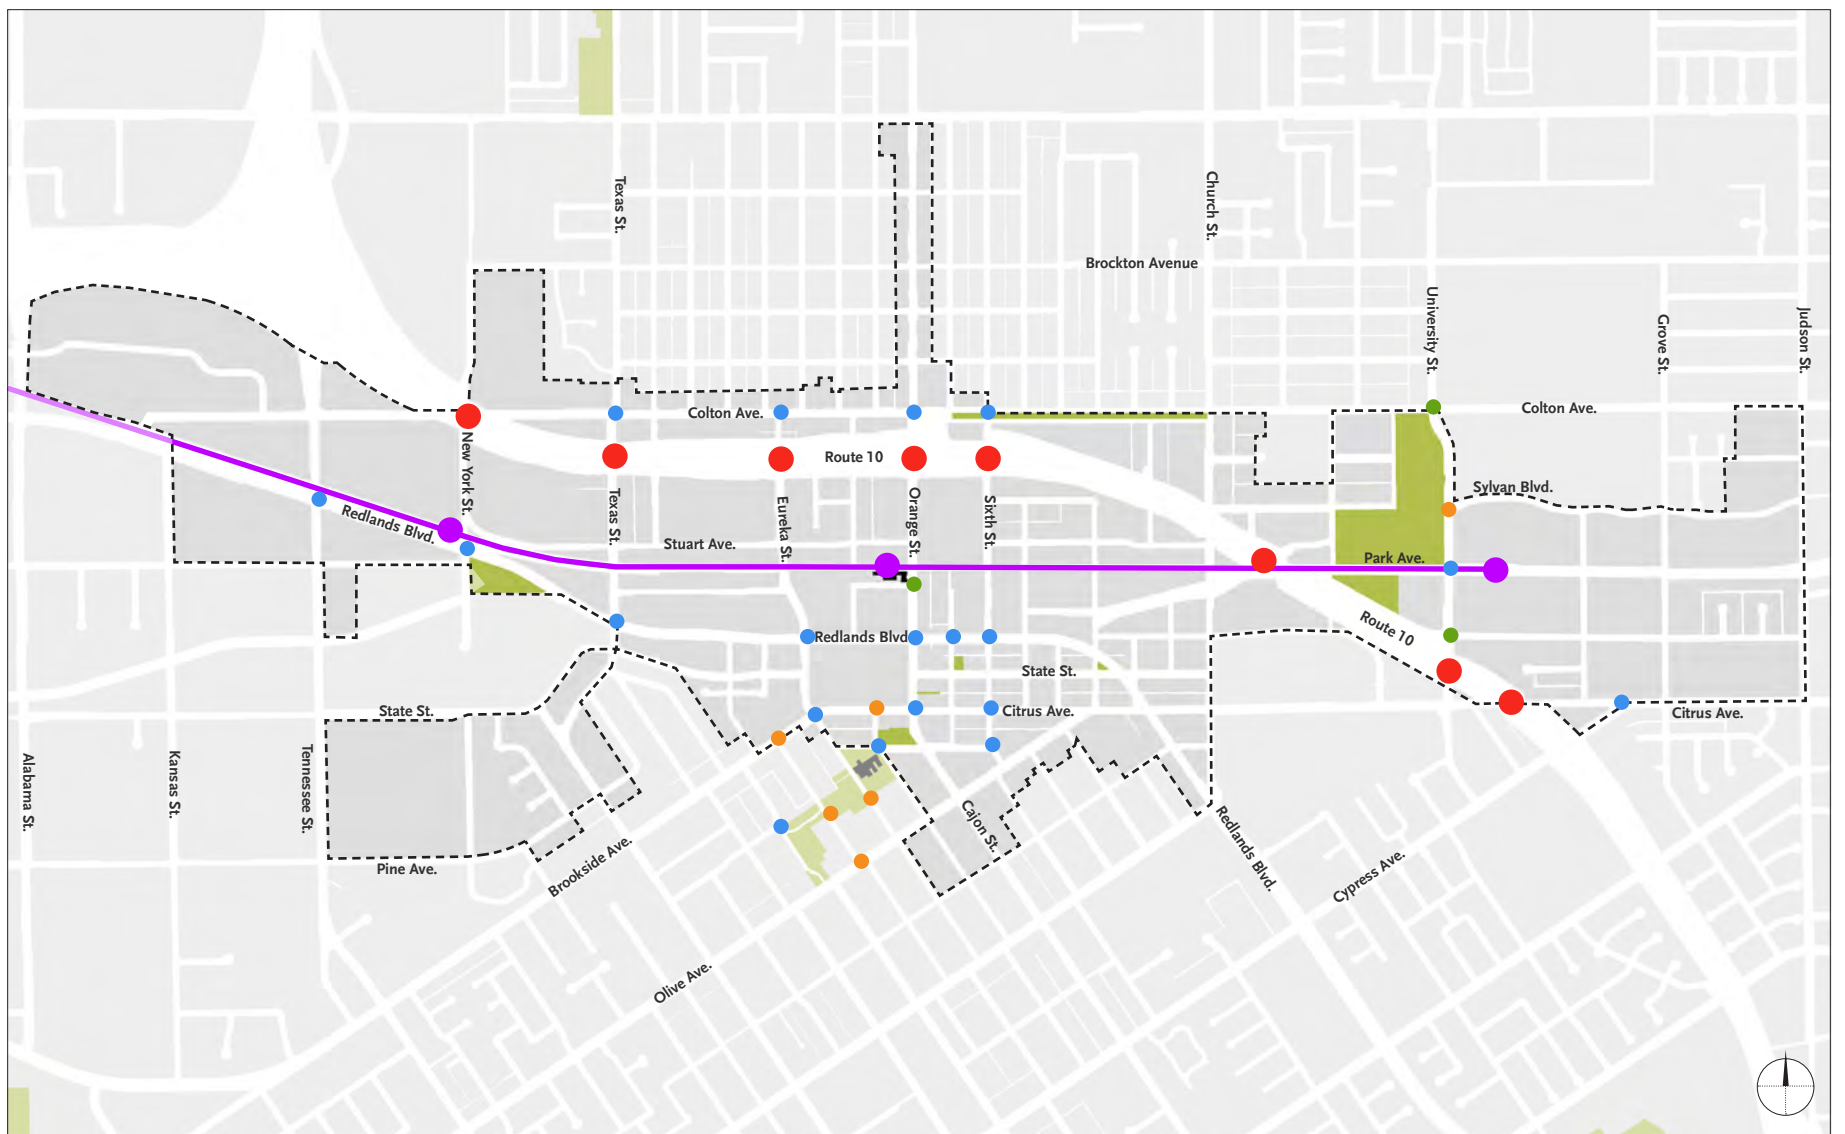 Texas St.
Church St.
Brockton Avenue
University St.
Grove St.
Judson St.
Colton Ave.
Colton Ave.
New York St.
Route 10
Sylvan Blvd.
Redlands Blvd.
Texas St.
Eureka St.
Orange St.
Sixth St.
Stuart Ave.
Park Ave.
Route 10
Redlands Blvd
State St.
State St.
Citrus Ave.
Citrus Ave.
Alabama St.
Kansas St.
Tennessee St.
Cajon St.
Redlands Blvd.
Pine Ave.
Brookside Ave.
Cypress Ave.
Olive Ave.